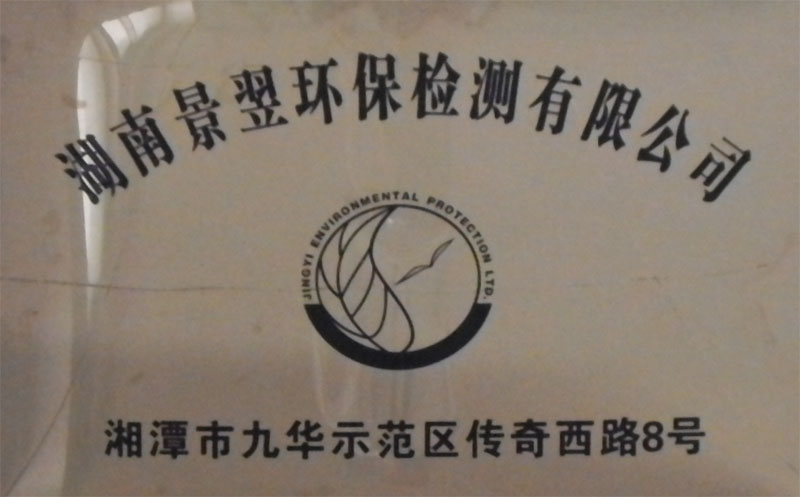 湖南景翌环保检测有限公司
JINGYI ENVIRONMENTAL PROTECTION LTD.
湘潭市九华示范区传奇西路8号